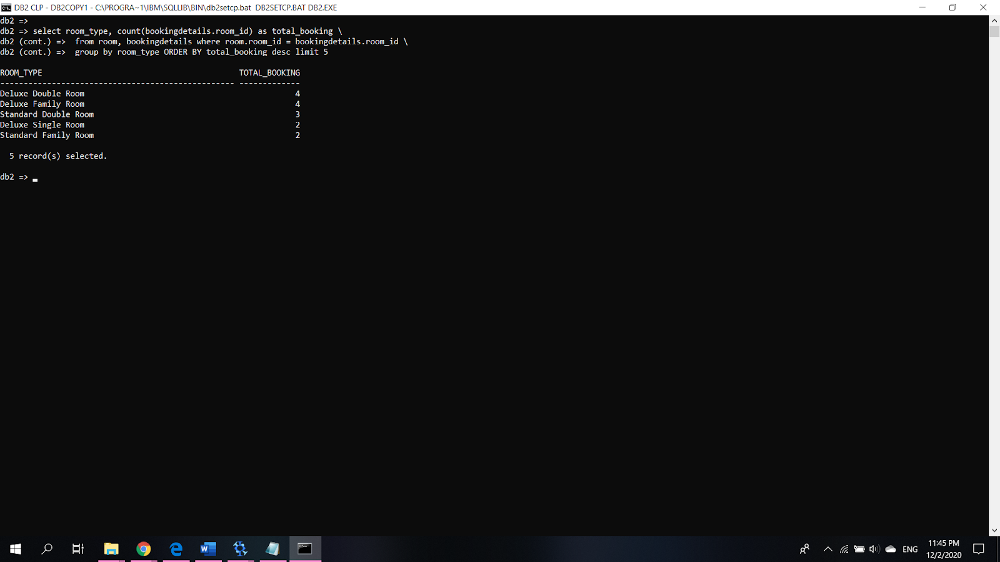 DB2 CLP - DB2COPY1 - C:\PROGRA~1\IBM\SQLLIB\BIN\db2setcp.bat  DB2SETCP.BAT DB2.EXE
db2 =>
db2 => select room_type, count(bookingdetails.room_id) as total_booking \
db2 (cont.) =>  from room, bookingdetails where room.room_id = bookingdetails.room_id \
db2 (cont.) =>  group by room_type ORDER BY total_booking desc limit 5
ROOM_TYPE                                          TOTAL_BOOKING
-------------------------------------------------- -------------
Deluxe Double Room                                             4
Deluxe Family Room                                             4
Standard Double Room                                           3
Deluxe Single Room                                             2
Standard Family Room                                           2
  5 record(s) selected.
db2 => _
ENG
11:45 PM
12/2/2020